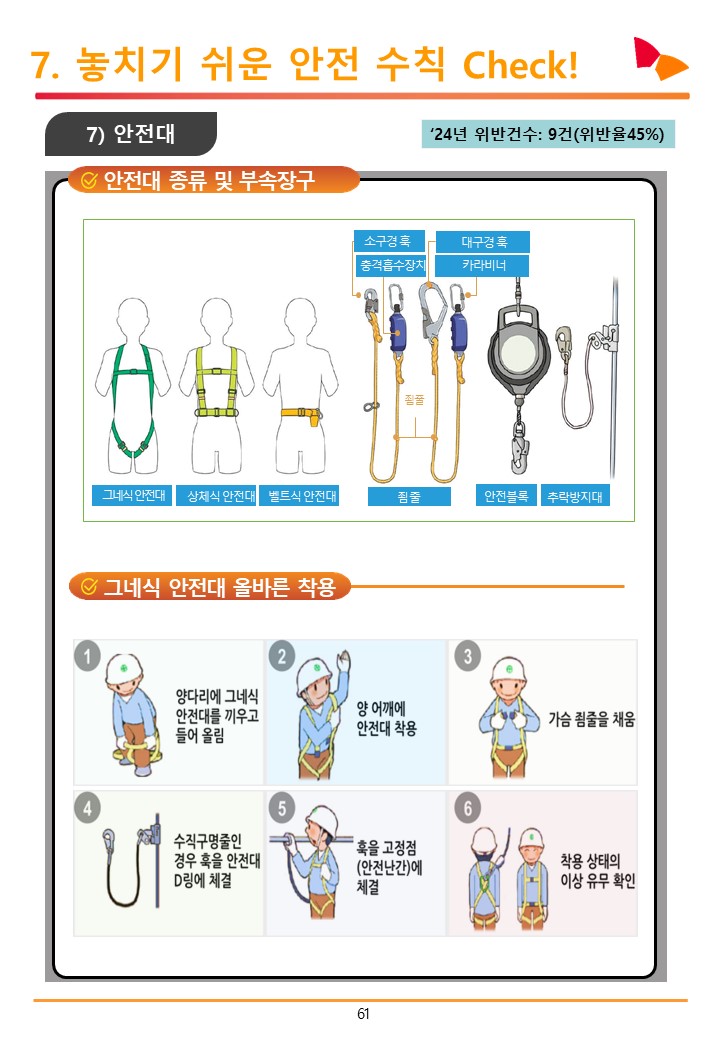 7. 놓치기 쉬운 안전 수칙 Check!
7) 안전대
‘24년 위반건수: 9건(위반율45%)
안전대 종류 및 부속장구
소구경 훅
대구경 훅
충격흡수장치
카라비너
죔줄
그네식 안전대
상체식 안전대
벨트식 안전대
죔줄
안전블록
추락방지대
그네식 안전대 올바른 착용
1
양다리에 그네식
안전대를 끼우고
들어 올림
2
양 어깨에
안전대 착용
3
가슴 죔줄을 채움
4
수직구명줄인
경우 훅을 안전대
D링에 체결
5
훅을 고정점
(안전난간)에
체결
6
착용 상태의
이상 유무 확인
61